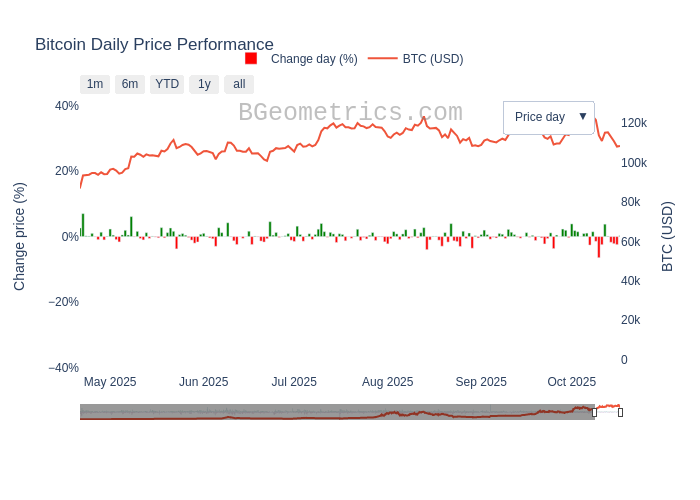 Bitcoin Daily Price Performance
Change day (%)
BTC (USD)
1m
6m
YTD
1y
all
BGeometrics.com
Price day ▼
40%
20%
0%
−20%
−40%
Change price (%)
120k
100k
80k
60k
40k
20k
0
BTC (USD)
May 2025
Jun 2025
Jul 2025
Aug 2025
Sep 2025
Oct 2025